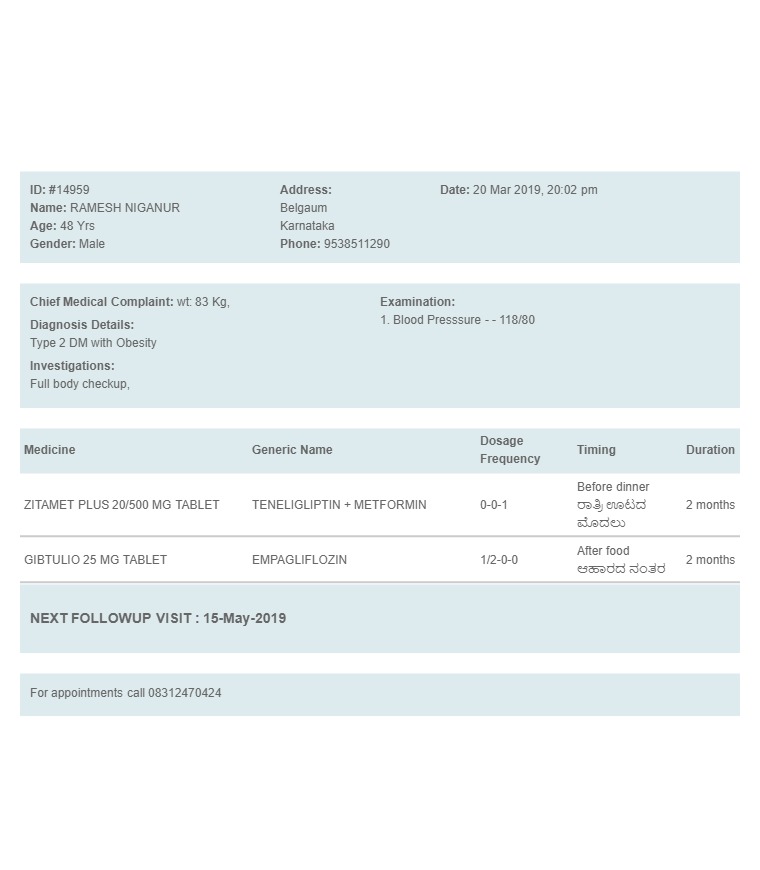 ID: #14959
Name: RAMESH NIGANUR
Age: 48 Yrs
Gender: Male
Address:
Belgaum
Karnataka
Phone: 9538511290
Date: 20 Mar 2019, 20:02 pm
Chief Medical Complaint: wt: 83 Kg,
Diagnosis Details:
Type 2 DM with Obesity
Investigations:
Full body checkup,
Examination:
1. Blood Presssure - - 118/80
Medicine Generic Name Dosage Frequency Timing Duration
ZITAMET PLUS 20/500 MG TABLET TENELIGLIPTIN + METFORMIN 0-0-1 Before dinner ರಾತ್ರಿ ಊಟದ ಮೊದಲು 2 months
GIBTULIO 25 MG TABLET EMPAGLIFLOZIN 1/2-0-0 After food ಆಹಾರದ ನಂತರ 2 months
NEXT FOLLOWUP VISIT : 15-May-2019
For appointments call 08312470424